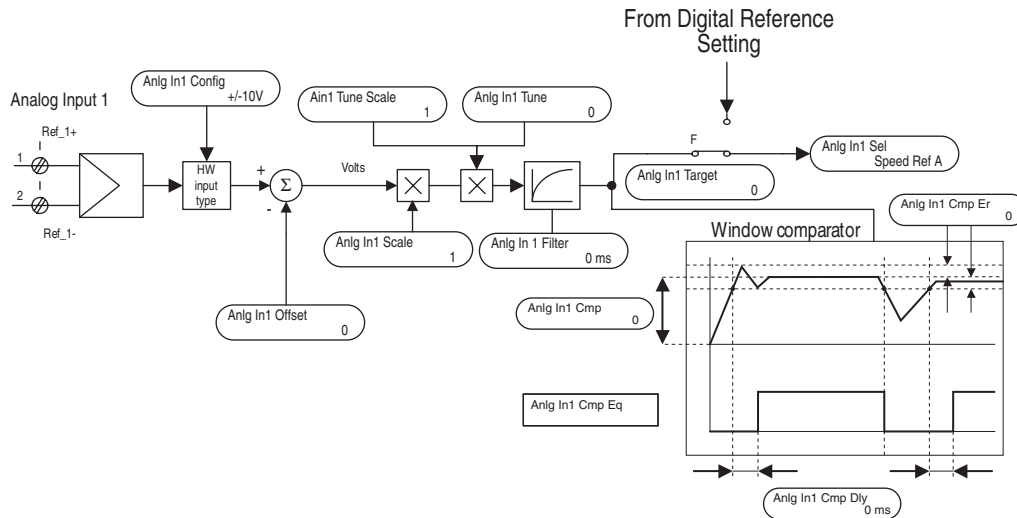 From Digital Reference
Setting
Analog Input 1
Anlg In1 Config
+/-10V
Ain1 Tune Scale
1
Anlg In1 Tune
0
Ref_1+
1
2
Ref_1-
HW
input
type
+
-
Σ
Volts
F
Anlg In1 Sel
Speed Ref A
Anlg In1 Target
0
Anlg In1 Scale
1
Anlg In 1 Filter
0 ms
Anlg In1 Offset
0
Anlg In1 Cmp Er
0
Window comparator
Anlg In1 Cmp
0
Anlg In1 Cmp Eq
Anlg In1 Cmp Dly
0 ms